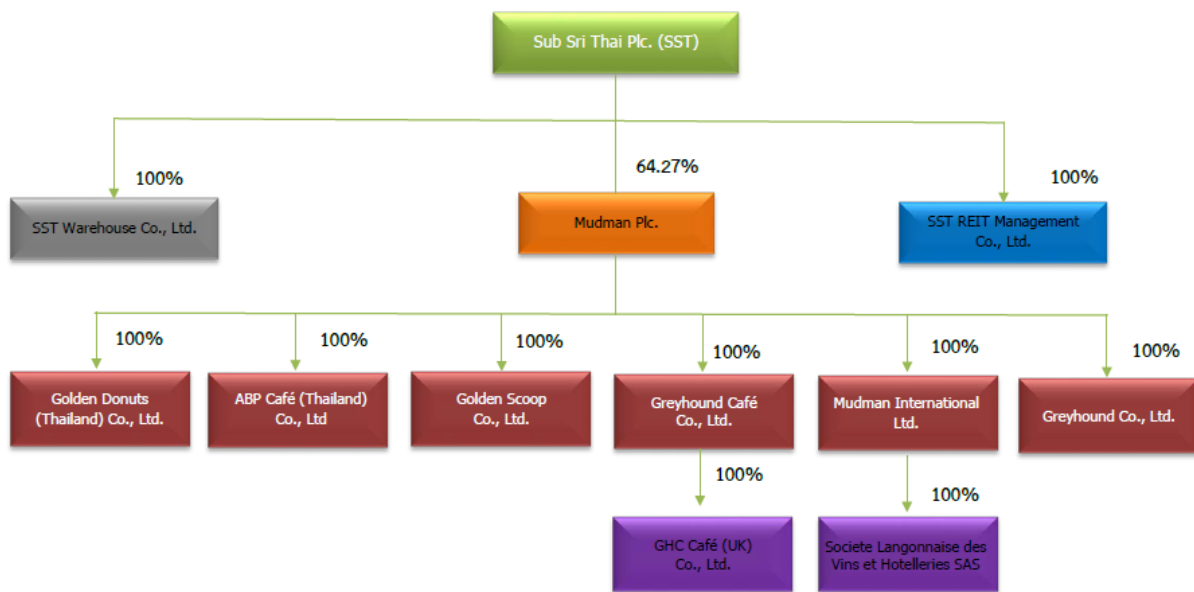 Sub Sri Thai Plc. (SST)
100%
64.27%
100%
SST Warehouse Co., Ltd.
Mudman Plc.
SST REIT Management
Co., Ltd.
100%
100%
100%
100%
100%
100%
Golden Donuts
(Thailand) Co., Ltd.
ABP Café (Thailand)
Co., Ltd
Golden Scoop
Co., Ltd.
Greyhound Café
Co., Ltd.
Mudman International
Ltd.
Greyhound Co., Ltd.
100%
100%
GHC Café (UK)
Co., Ltd.
Societe Langonnaise des
Vins et Hotelleries SAS